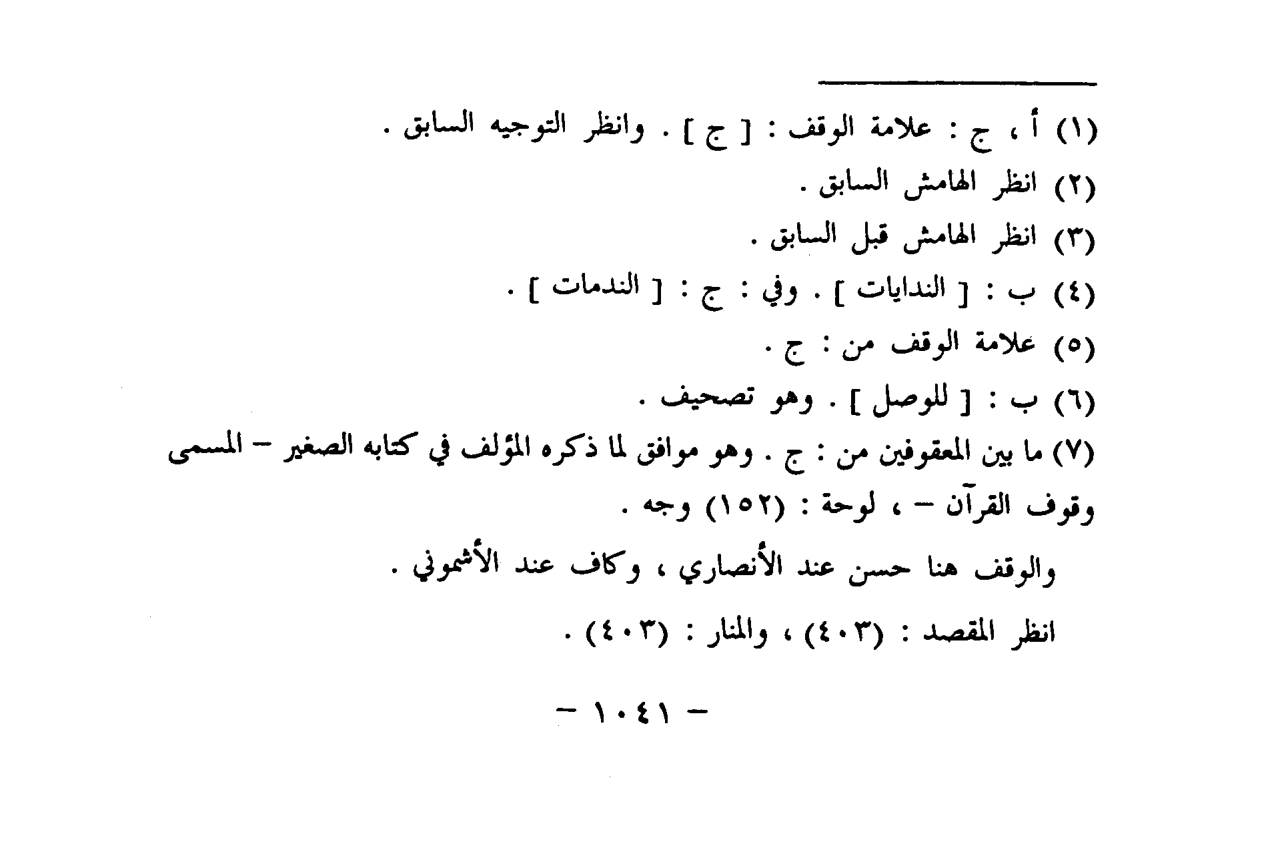 (١) أ ، ج : علامة الوقف : [ ج ] . وانظر التوجيه السابق .
(٢) انظر الهامش السابق .
(٣) انظر الهامش قبل السابق .
(٤) ب : [ الندايات ] . وفي : ج : [ الندمات ] .
(٥) علامة الوقف من : ج .
(٦) ب : [ للوصل ] . وهو تصحيف .
(٧) ما بين المعقوفين من : ج . وهو موافق لما ذكره المؤلف في كتابه الصغير – المسمى
وقوف القرآن – ، لوحة : (١٥٢) وجه .
والوقف هنا حسن عند الأنصاري ، وكاف عند الأشموني .
انظر المقصد : (٤٠٣) ، والمنار : (٤٠٣) .
– ١٠٤١ –